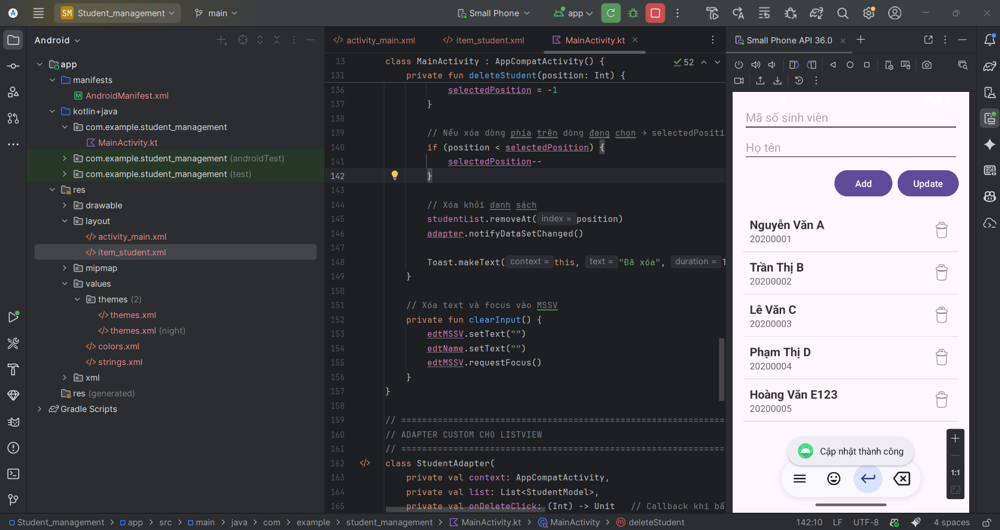 SM Student_management
main
Small Phone
app
Android
app
manifests
AndroidManifest.xml
kotlin+java
com.example.student_management
MainActivity.kt
com.example.student_management (androidTest)
com.example.student_management (test)
res
drawable
layout
activity_main.xml
item_student.xml
mipmap
values
themes (2)
themes.xml
themes.xml (night)
colors.xml
strings.xml
xml
res (generated)
Gradle Scripts
activity_main.xml
item_student.xml
MainActivity.kt
52
13 class MainActivity : AppCompatActivity() {
131 private fun deleteStudent(position: Int) {
136 selectedPosition = -1
137 }
138
139 // Nếu xóa dòng phía trên dòng đang chọn → selectedPositi
140 if (position < selectedPosition) {
141 selectedPosition--
142 }
143
144 // Xóa khỏi danh sách
145 studentList.removeAt( index = position)
146 adapter.notifyDataSetChanged()
147
148 Toast.makeText( context = this, text = "Đã xóa", duration = T
149 }
150
151 // Xóa text và focus vào MSSV
152 private fun clearInput() {
153 edtMSSV.setText("")
154 edtName.setText("")
155 edtMSSV.requestFocus()
156 }
157 }
158
159 // ==============================================================
160 // ADAPTER CUSTOM CHO LISTVIEW
161 // ==============================================================
162 class StudentAdapter(
163 private val context: AppCompatActivity,
164 private val list: List<StudentModel>,
165 private val onDeleteClick: (Int) -> Unit // Callback khi bấ
Small Phone API 36.0
Mã số sinh viên
Họ tên
Add
Update
Nguyễn Văn A
20200001
Trần Thị B
20200002
Lê Văn C
20200003
Phạm Thị D
20200004
Hoàng Văn E123
20200005
Cập nhật thành công
1:1
Student_management > app > src > main > java > com > example > student_management > MainActivity.kt > MainActivity > deleteStudent
142:10 LF UTF-8 4 spaces